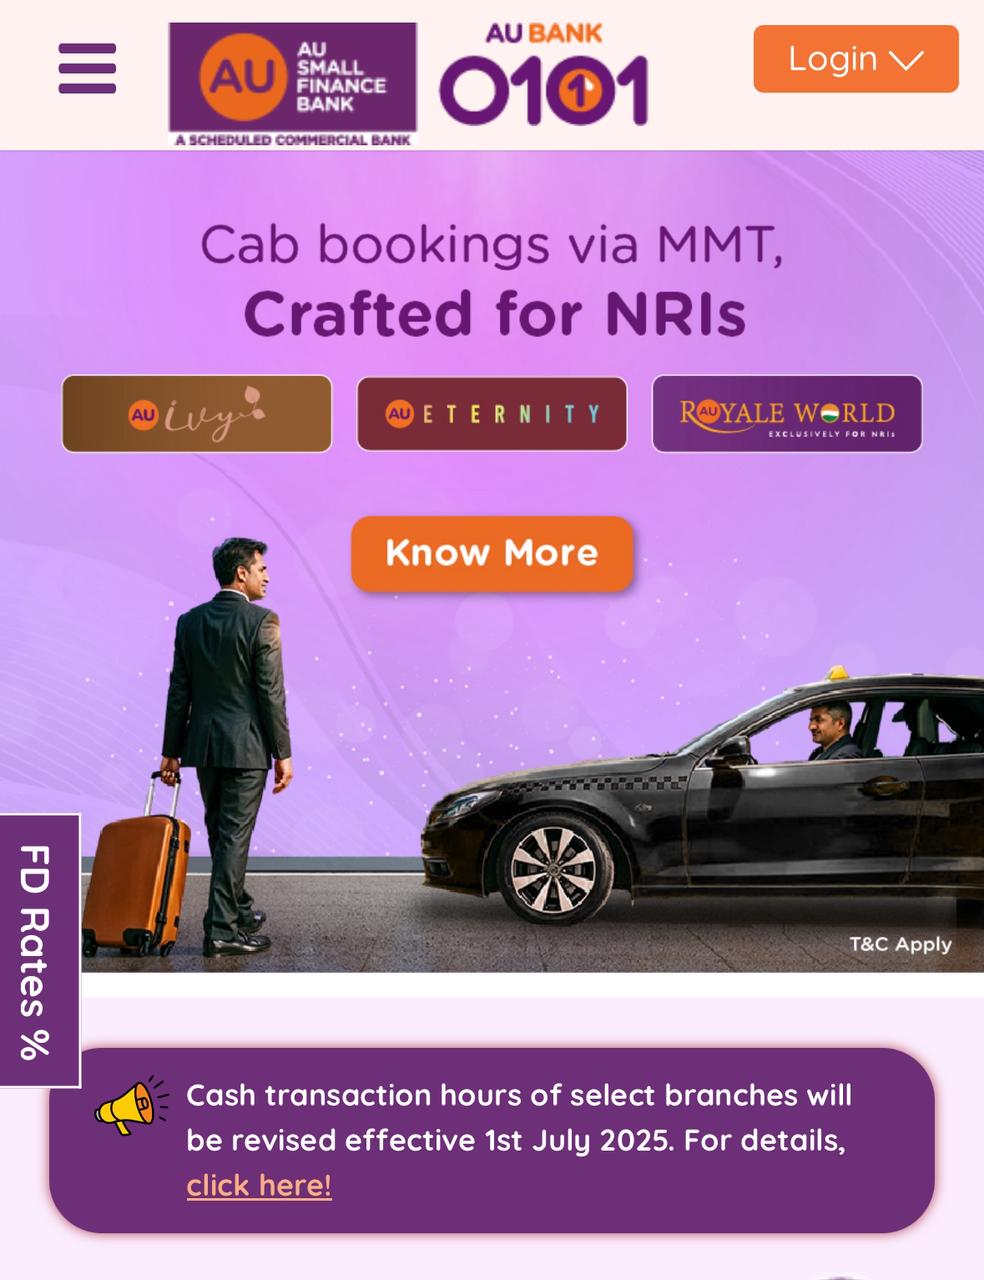 AU
AU
SMALL
FINANCE
BANK
A SCHEDULED COMMERCIAL BANK
AU BANK
0101
Login
Cab bookings via MMT,
Crafted for NRIs
AU ivy
AU ETERNITY
ROYALE WORLD
AU
EXCLUSIVELY FOR NRIs
Know More
T&C Apply
FD Rates %
Cash transaction hours of select branches will
be revised effective 1st July 2025. For details,
click here!